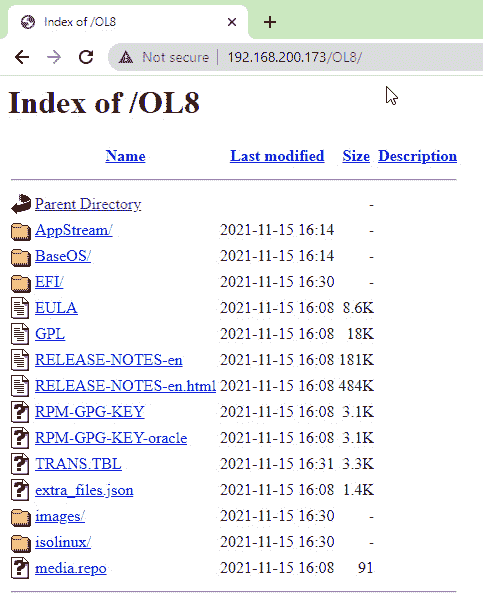 Index of /OL8
Not secure | 192.168.200.173/OL8/
Index of /OL8
Name Last modified Size Description
Parent Directory -
AppStream/ 2021-11-15 16:14 -
BaseOS/ 2021-11-15 16:14 -
EFI/ 2021-11-15 16:30 -
EULA 2021-11-15 16:08 8.6K
GPL 2021-11-15 16:08 18K
RELEASE-NOTES-en 2021-11-15 16:08 181K
RELEASE-NOTES-en.html 2021-11-15 16:08 484K
RPM-GPG-KEY 2021-11-15 16:08 3.1K
RPM-GPG-KEY-oracle 2021-11-15 16:08 3.1K
TRANS.TBL 2021-11-15 16:31 3.3K
extra_files.json 2021-11-15 16:08 1.4K
images/ 2021-11-15 16:30 -
isolinux/ 2021-11-15 16:30 -
media.repo 2021-11-15 16:08 91